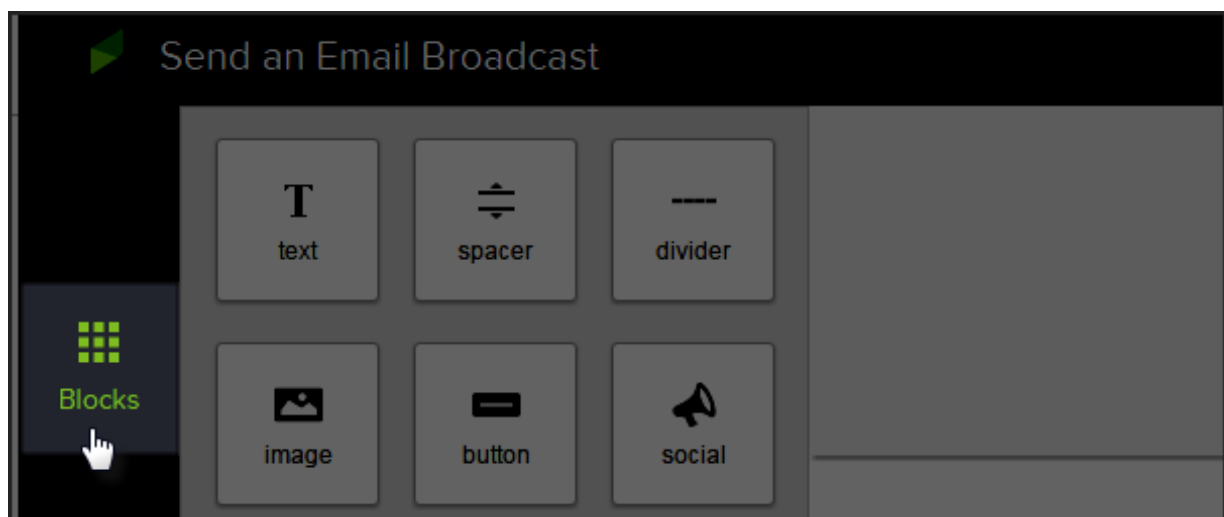 Send an Email Broadcast
text spacer divider
Blocks
image button social